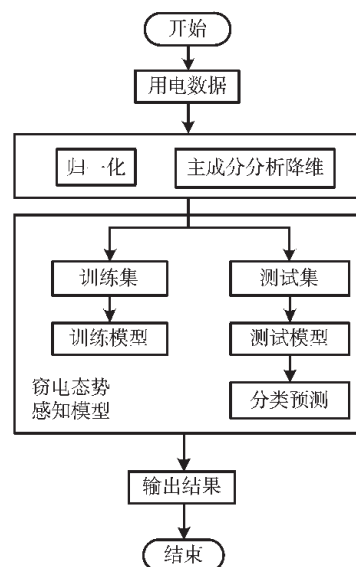 开始
用电数据
归一化
主成分分析降维
训练集
测试集
训练模型
测试模型
窃电态势
感知模型
分类预测
输出结果
结束